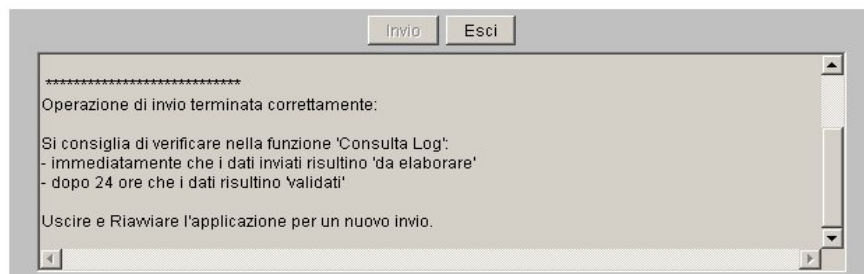 Invio Esci
****************************
Operazione di invio terminata correttamente:
Si consiglia di verificare nella funzione 'Consulta Log':
- immediatamente che i dati inviati risultino 'da elaborare'
- dopo 24 ore che i dati risultino 'validati'
Uscire e Riavviare l'applicazione per un nuovo invio.